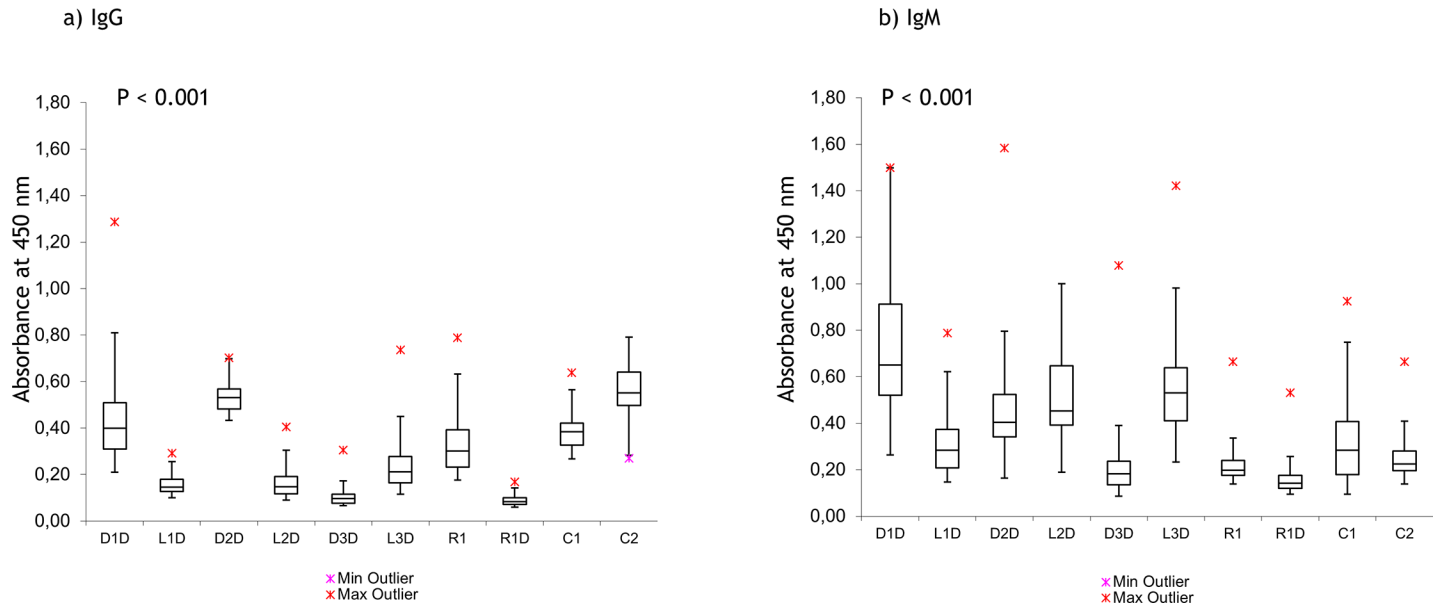 a) IgG
P < 0.001
Absorbance at 450 nm
1,80
1,60
1,40
1,20
1,00
0,80
0,60
0,40
0,20
0,00
D1D L1D D2D L2D D3D L3D R1 R1D C1 C2
Min Outlier
Max Outlier
b) IgM
P < 0.001
Absorbance at 450 nm
1,80
1,60
1,40
1,20
1,00
0,80
0,60
0,40
0,20
0,00
D1D L1D D2D L2D D3D L3D R1 R1D C1 C2
Min Outlier
Max Outlier